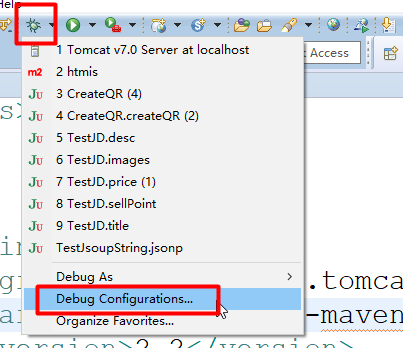 Help
1 Tomcat v7.0 Server at localhost
m2 2 htmis
Ju 3 CreateQR (4)
Ju 4 CreateQR.createQR (2)
Ju 5 TestJD.desc
Ju 6 TestJD.images
Ju 7 TestJD.price (1)
Ju 8 TestJD.sellPoint
Ju 9 TestJD.title
Ju TestJsoupString.jsonp
Debug As
Debug Configurations...
Organize Favorites...
Access
s>
in
gr
.tomca
ar
-maven
version>2.2</version>